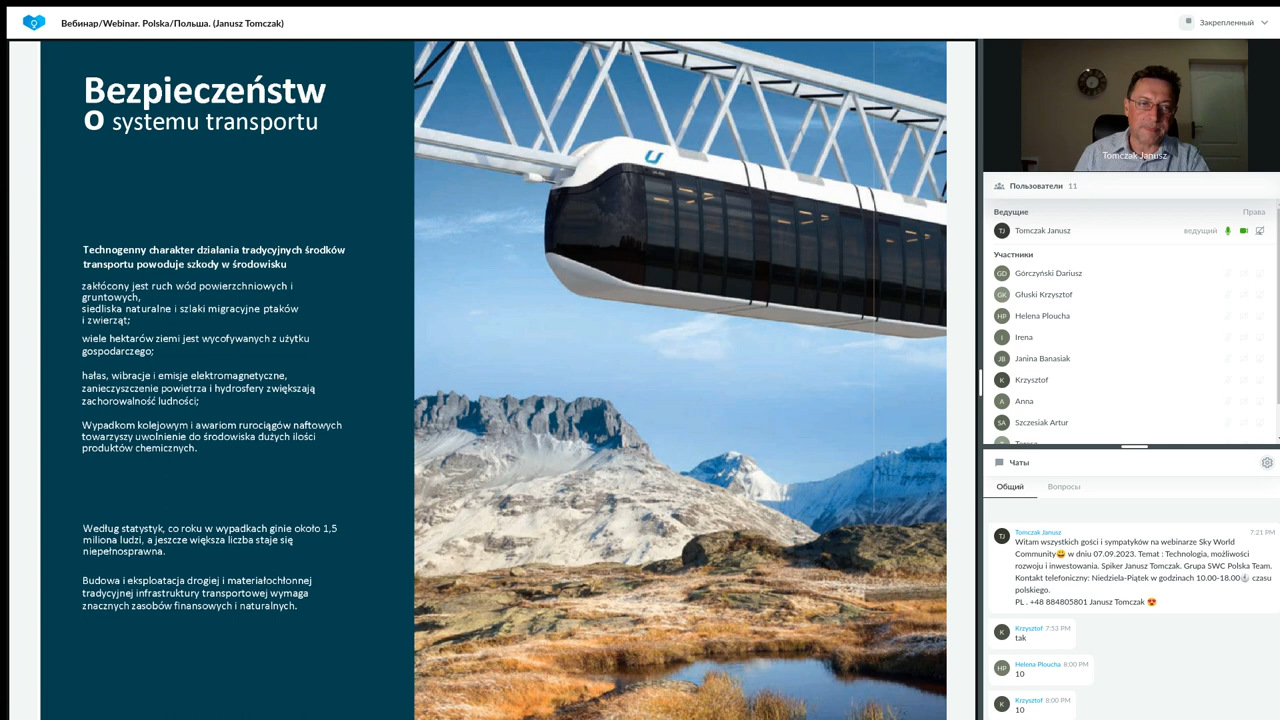 Вебинар/Webinar. Polska/Польша. (Janusz Tomczak)
Закрепленный
Bezpieczeństw
o systemu transportu
Technogenny charakter działania tradycyjnych środków
transportu powoduje szkody w środowisku
zakłócony jest ruch wód powierzchniowych i
gruntowych,
siedliska naturalne i szlaki migracyjne ptaków
i zwierząt;
wiele hektarów ziemi jest wycofywanych z użytku
gospodarczego;
hałas, wibracje i emisje elektromagnetyczne,
zanieczyszczenie powietrza i hydrosfery zwiększają
zachorowalność ludności;
Wypadkom kolejowym i awariom rurociągów naftowych
towarzyszy uwolnienie do środowiska dużych ilości
produktów chemicznych.
Według statystyk, co roku w wypadkach ginie około 1,5
miliona ludzi, a jeszcze większa liczba staje się
niepełnosprawna.
Budowa i eksploatacja drogiej i materiałochłonnej
tradycyjnej infrastruktury transportowej wymaga
znacznych zasobów finansowych i naturalnych.
Tomczak Janusz
Пользователи 11
Ведущие Права
TJ Tomczak Janusz ведущий
Участники
GD Górczyński Dariusz
GK Głuski Krzysztof
HP Helena Ploucha
I Irena
JB Janina Banasiak
K Krzysztof
A Anna
SA Szczesiak Artur
Чаты
Общий Вопросы
TJ Tomczak Janusz 7:21 PM
Witam wszystkich gości i sympatyków na webinarze Sky World
Community😃 w dniu 07.09.2023. Temat : Technologia, możliwości
rozwoju i inwestowania. Spiker Janusz Tomczak. Grupa SWC Polska Team.
Kontakt telefoniczny: Niedziela-Piątek w godzinach 10.00-18.00 czasu
polskiego.
PL . +48 884805801 Janusz Tomczak 😍
K Krzysztof 7:53 PM
tak
HP Helena Ploucha 8:00 PM
10
K Krzysztof 8:00 PM
10